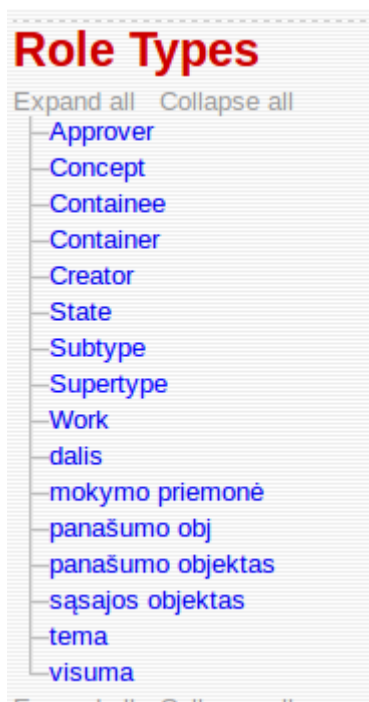 Role Types
Expand all Collapse all
Approver
Concept
Containee
Container
Creator
State
Subtype
Supertype
Work
dalis
mokymo priemonė
panašumo obj
panašumo objektas
sąsajos objektas
tema
visuma